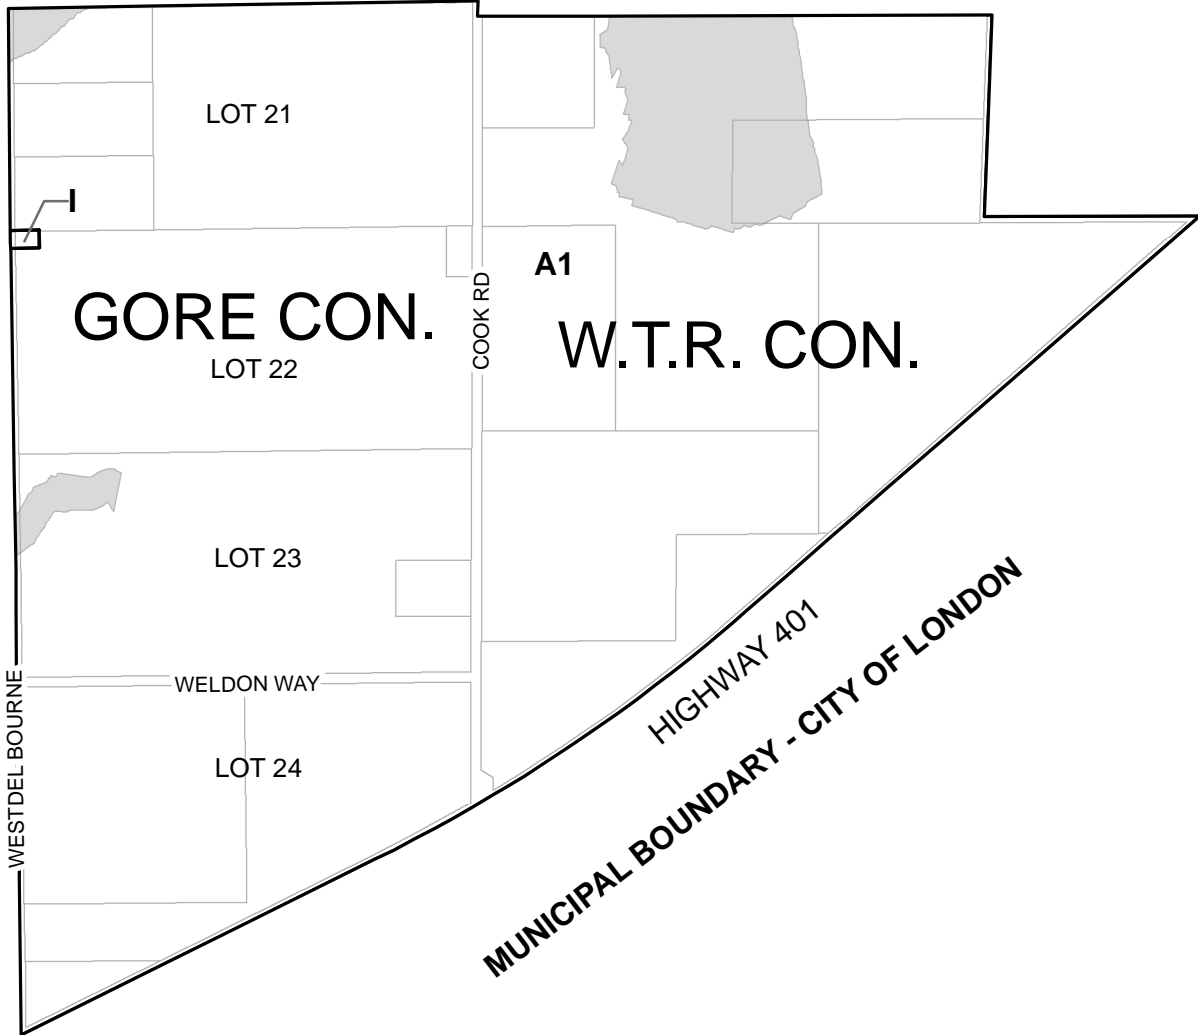 LOT 21
I
A1
GORE CON.
COOK RD
W.T.R. CON.
LOT 22
LOT 23
HIGHWAY 401
MUNICIPAL BOUNDARY - CITY OF LONDON
WESTDEL BOURNE
WELDON WAY
LOT 24